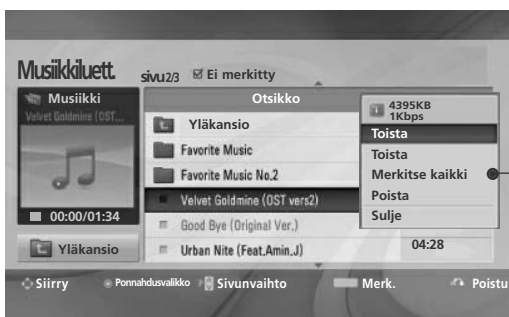 Musiikkiluett.
sivu2/3
Ei merkitty
Musiikki
Velvet Goldmine (OST...
00:00/01:34
Yläkansio
Otsikko
Yläkansio
Favorite Music
Favorite Music No.2
Velvet Goldmine (OST vers2)
Good Bye (Original Ver.)
Urban Nite (Feat.Amin.J)
04:28
4395KB
1Kbps
Toista
Toista
Merkitse kaikki
Poista
Sulje
Siirry
Ponnahdusvalikko
Sivunvaihto
Merk.
Poistu